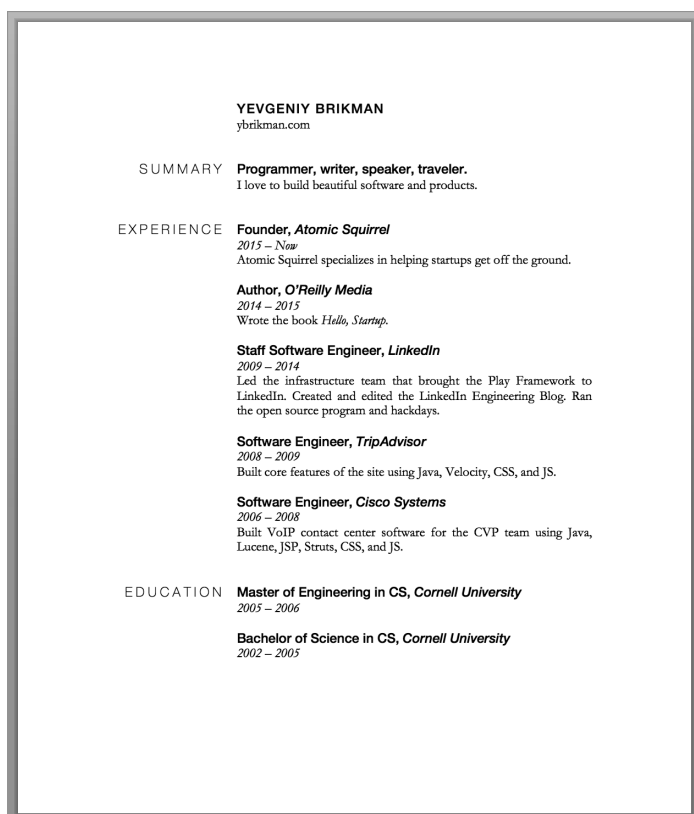 YEVGENIY BRIKMAN
ybrikman.com
SUMMARY Programmer, writer, speaker, traveler.
I love to build beautiful software and products.
EXPERIENCE Founder, Atomic Squirrel
2015 – Now
Atomic Squirrel specializes in helping startups get off the ground.
Author, O'Reilly Media
2014 – 2015
Wrote the book Hello, Startup.
Staff Software Engineer, LinkedIn
2009 – 2014
Led the infrastructure team that brought the Play Framework to
LinkedIn. Created and edited the LinkedIn Engineering Blog. Ran
the open source program and hackdays.
Software Engineer, TripAdvisor
2008 – 2009
Built core features of the site using Java, Velocity, CSS, and JS.
Software Engineer, Cisco Systems
2006 – 2008
Built VoIP contact center software for the CVP team using Java,
Lucene, JSP, Struts, CSS, and JS.
EDUCATION Master of Engineering in CS, Cornell University
2005 – 2006
Bachelor of Science in CS, Cornell University
2002 – 2005